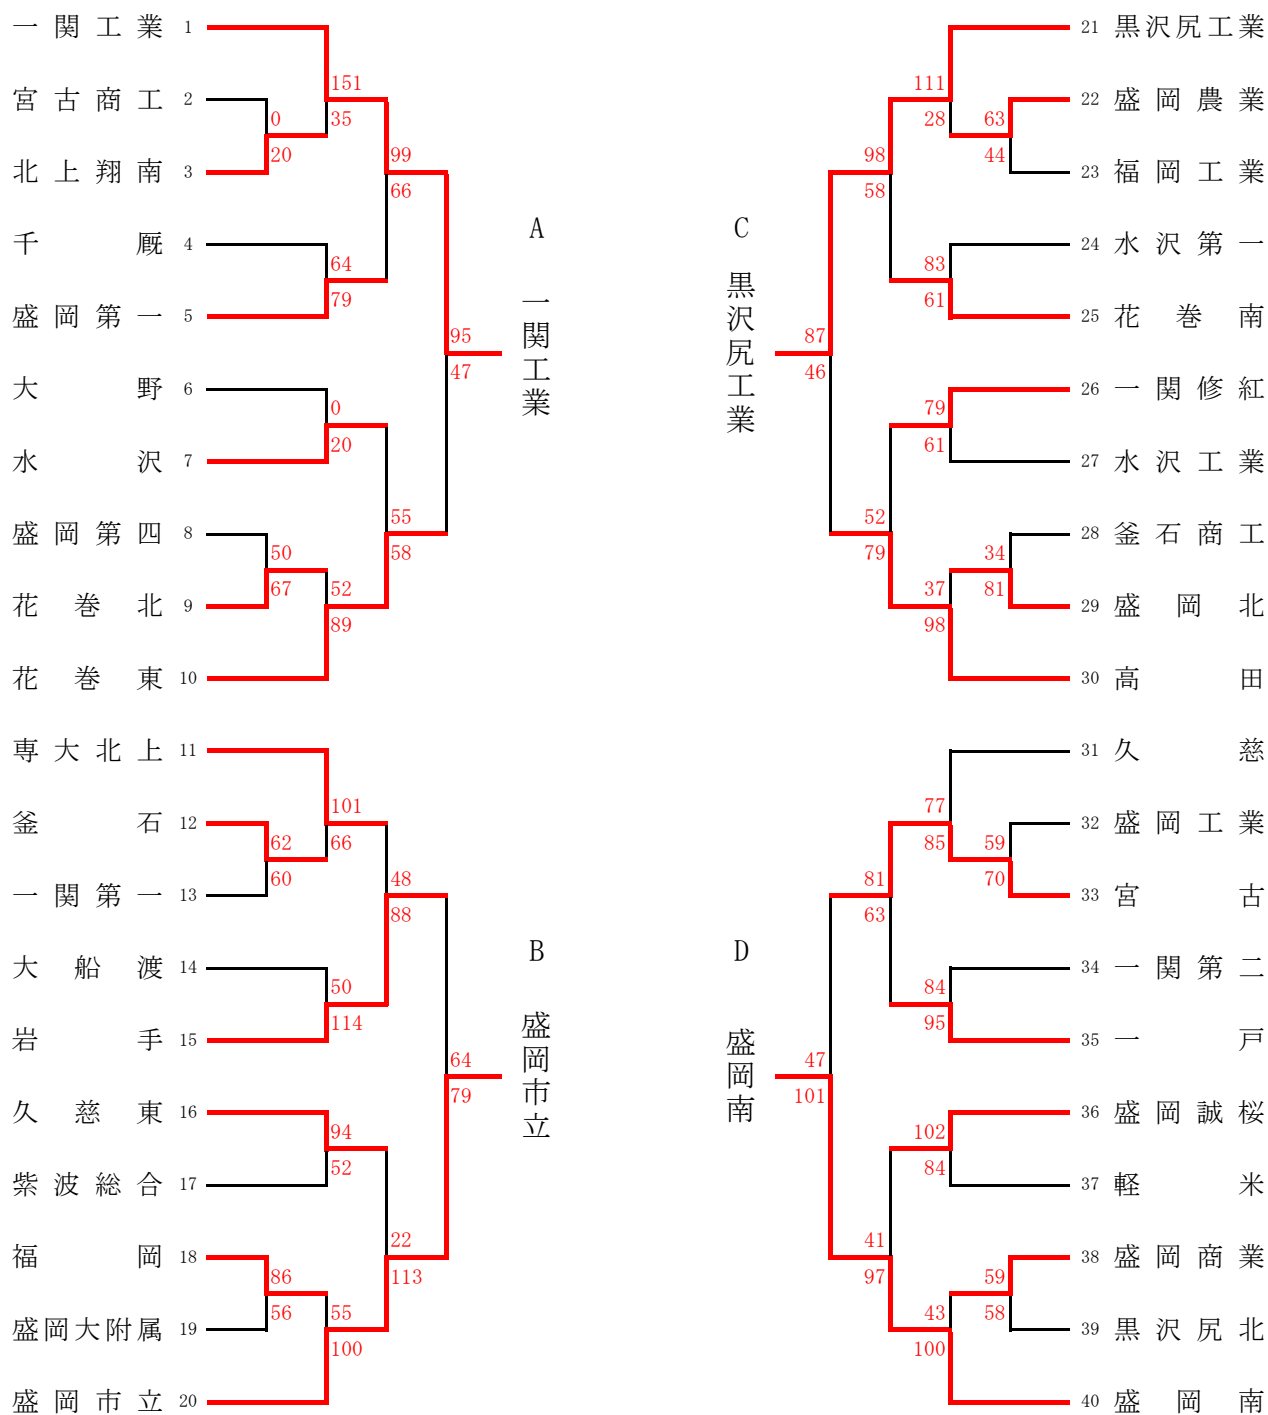 一関工業 1
151
宮古商工 2
0
35
20
99
北上翔南 3
66
千厩 4
64
79
盛岡第一 5
95
47
大野 6
0
20
水沢 7
55
盛岡第四 8
50
58
67
52
花巻北 9
89
花巻東 10
A
一関工業
専大北上 11
101
釜石 12
62
66
60
48
一関第一 13
88
大船渡 14
50
114
岩手 15
64
79
久慈東 16
94
52
紫波総合 17
22
福岡 18
86
113
56
55
盛岡大附属 19
100
盛岡市立 20
B
盛岡市立
21 黒沢尻工業
111
22 盛岡農業
63
28
44
98
23 福岡工業
58
24 水沢第一
83
61
25 花巻南
87
46
26 一関修紅
79
61
27 水沢工業
52
28 釜石商工
34
79
81
37
29 盛岡北
98
30 高田
C
黒沢尻工業
31 久慈
77
32 盛岡工業
59
85
70
81
33 宮古
63
34 一関第二
84
95
35 一戸
47
101
36 盛岡誠桜
102
84
37 軽米
41
38 盛岡商業
59
97
58
43
39 黒沢尻北
100
40 盛岡南
D
盛岡南